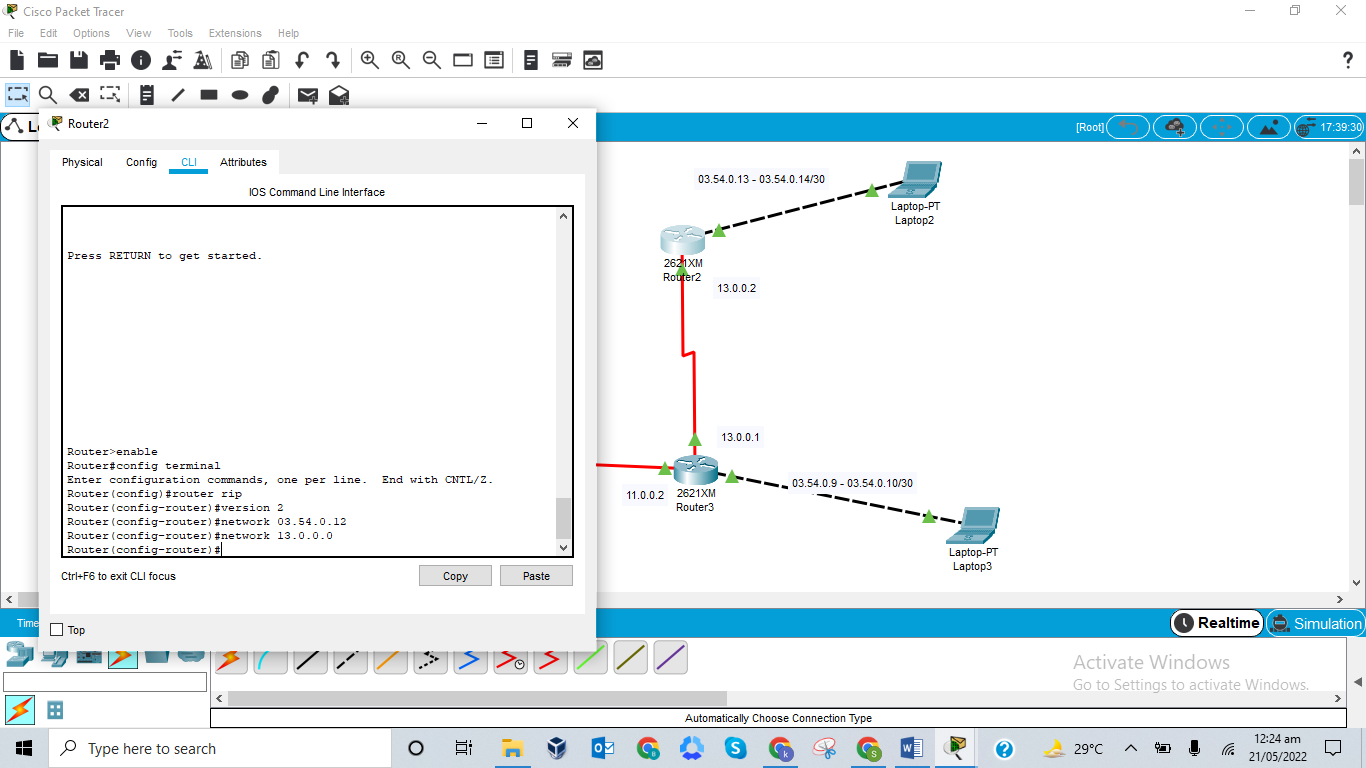 Cisco Packet Tracer
File Edit Options View Tools Extensions Help
R
?
L
[Root]
17:39:30
Router2
Physical Config CLI Attributes
IOS Command Line Interface
Press RETURN to get started.
Router>enable
Router#config terminal
Enter configuration commands, one per line. End with CNTL/Z.
Router(config)#router rip
Router(config-router)#version 2
Router(config-router)#network 03.54.0.12
Router(config-router)#network 13.0.0.0
Router(config-router)#
Ctrl+F6 to exit CLI focus
Copy
Paste
Top
03.54.0.13 - 03.54.0.14/30
Laptop-PT
Laptop2
2621XM
Router2
13.0.0.2
13.0.0.1
11.0.0.2
2621XM
Router3
03.54.0.9 - 03.54.0.10/30
Laptop-PT
Laptop3
Time
Realtime
Simulation
Activate Windows
Go to Settings to activate Windows.
Automatically Choose Connection Type
Type here to search
29°C
12:24 am
21/05/2022